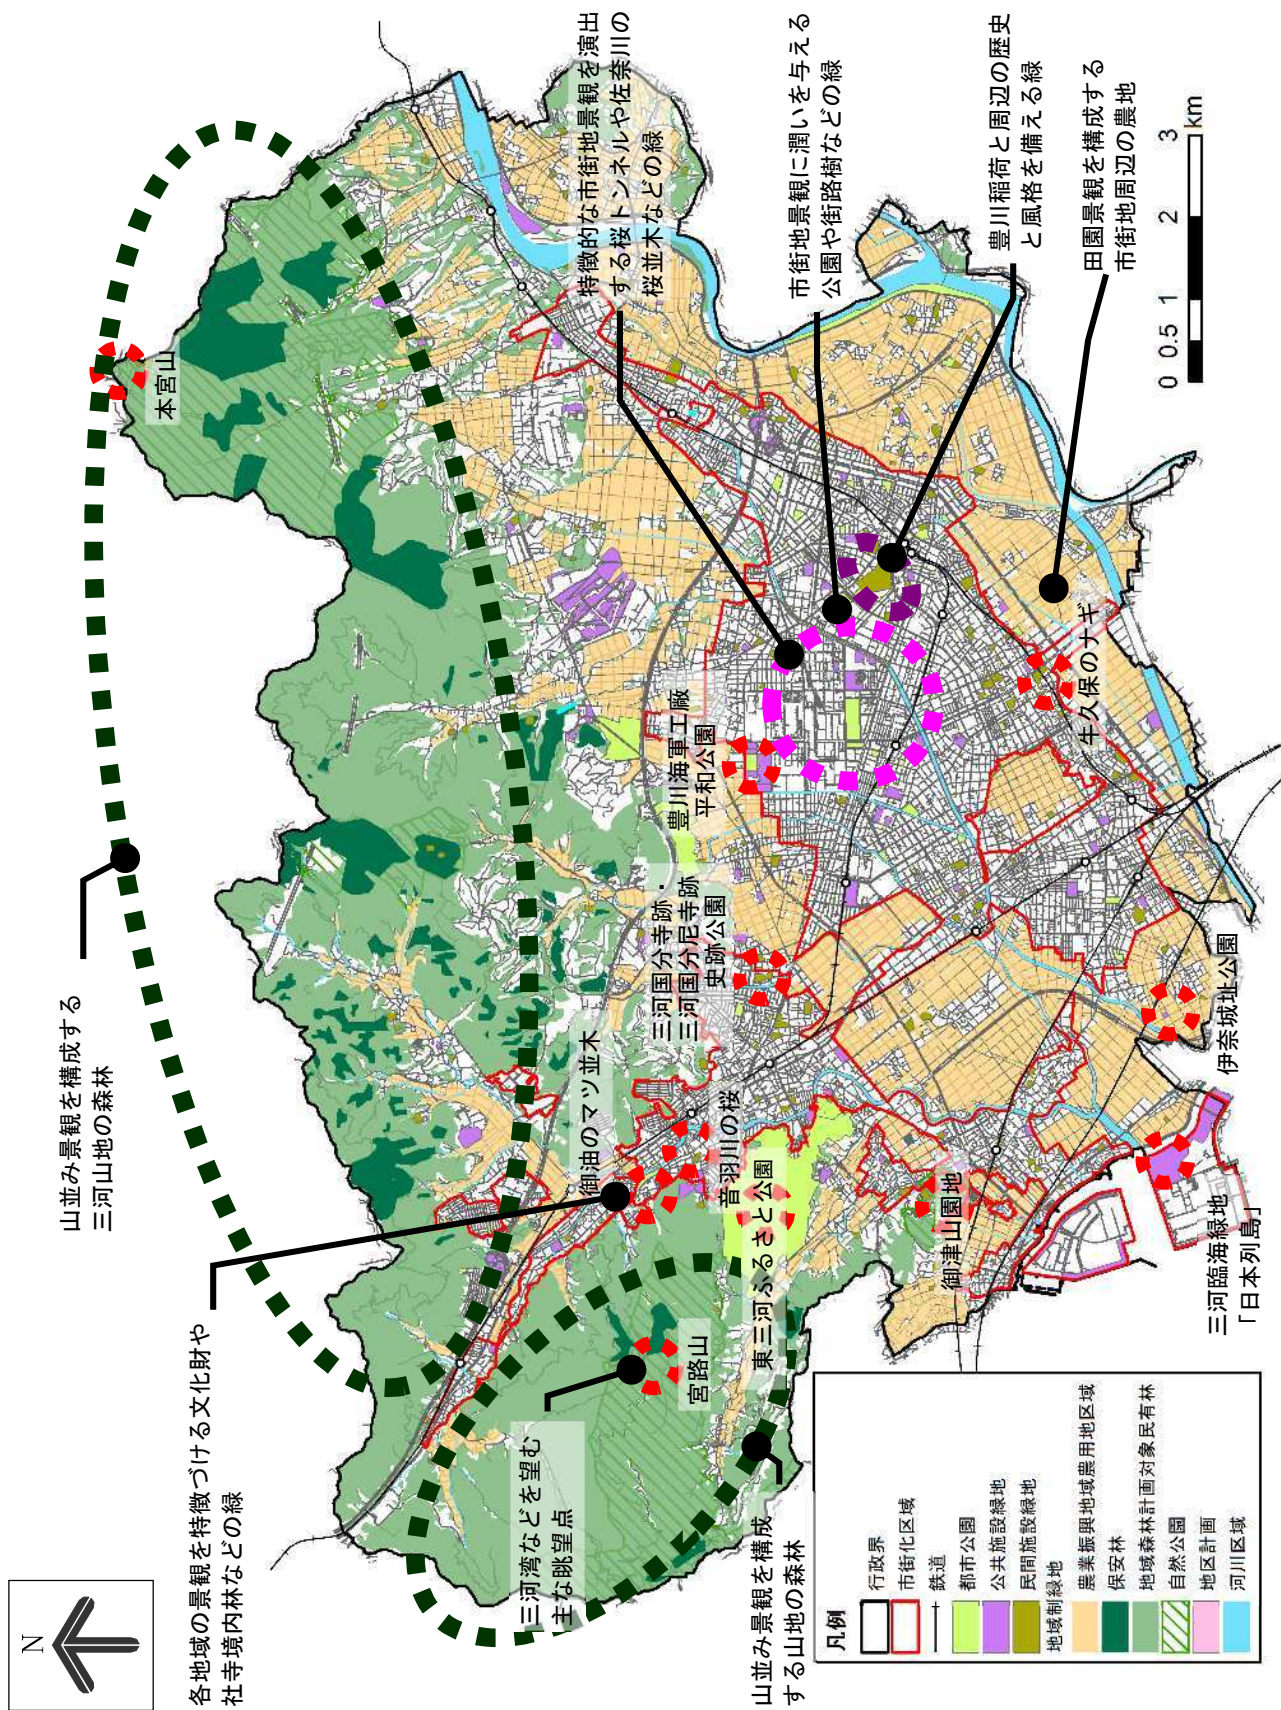 N
山並み景観を構成する
三河山地の森林
各地域の景観を特徴づける文化財や
社寺境内林などの緑
三河湾などを望む
主な眺望点
山並み景観を構成
する山地の森林
特徴的な市街地景観を演出
する桜トンネルや佐奈川の
桜並木などの緑
市街地景観に潤いを与える
公園や街路樹などの緑
豊川稲荷と周辺の歴史
と風格を備える緑
田園景観を構成する
市街地周辺の農地
本宮山
豊川海軍工廠
平和公園
三河国分寺跡・
三河国分尼寺跡
史跡公園
御油のマツ並木
音羽川の桜
東三河ふるさと公園
宮路山
御津山園地
牛久保のナギ
伊奈城址公園
三河臨海緑地
「日本列島」
0 0.5 1 2 3 km
凡例
行政界
市街化区域
鉄道
都市公園
公共施設緑地
民間施設緑地
地域制緑地
農業振興地域農用地区域
保安林
地域森林計画対象民有林
自然公園
地区計画
河川区域